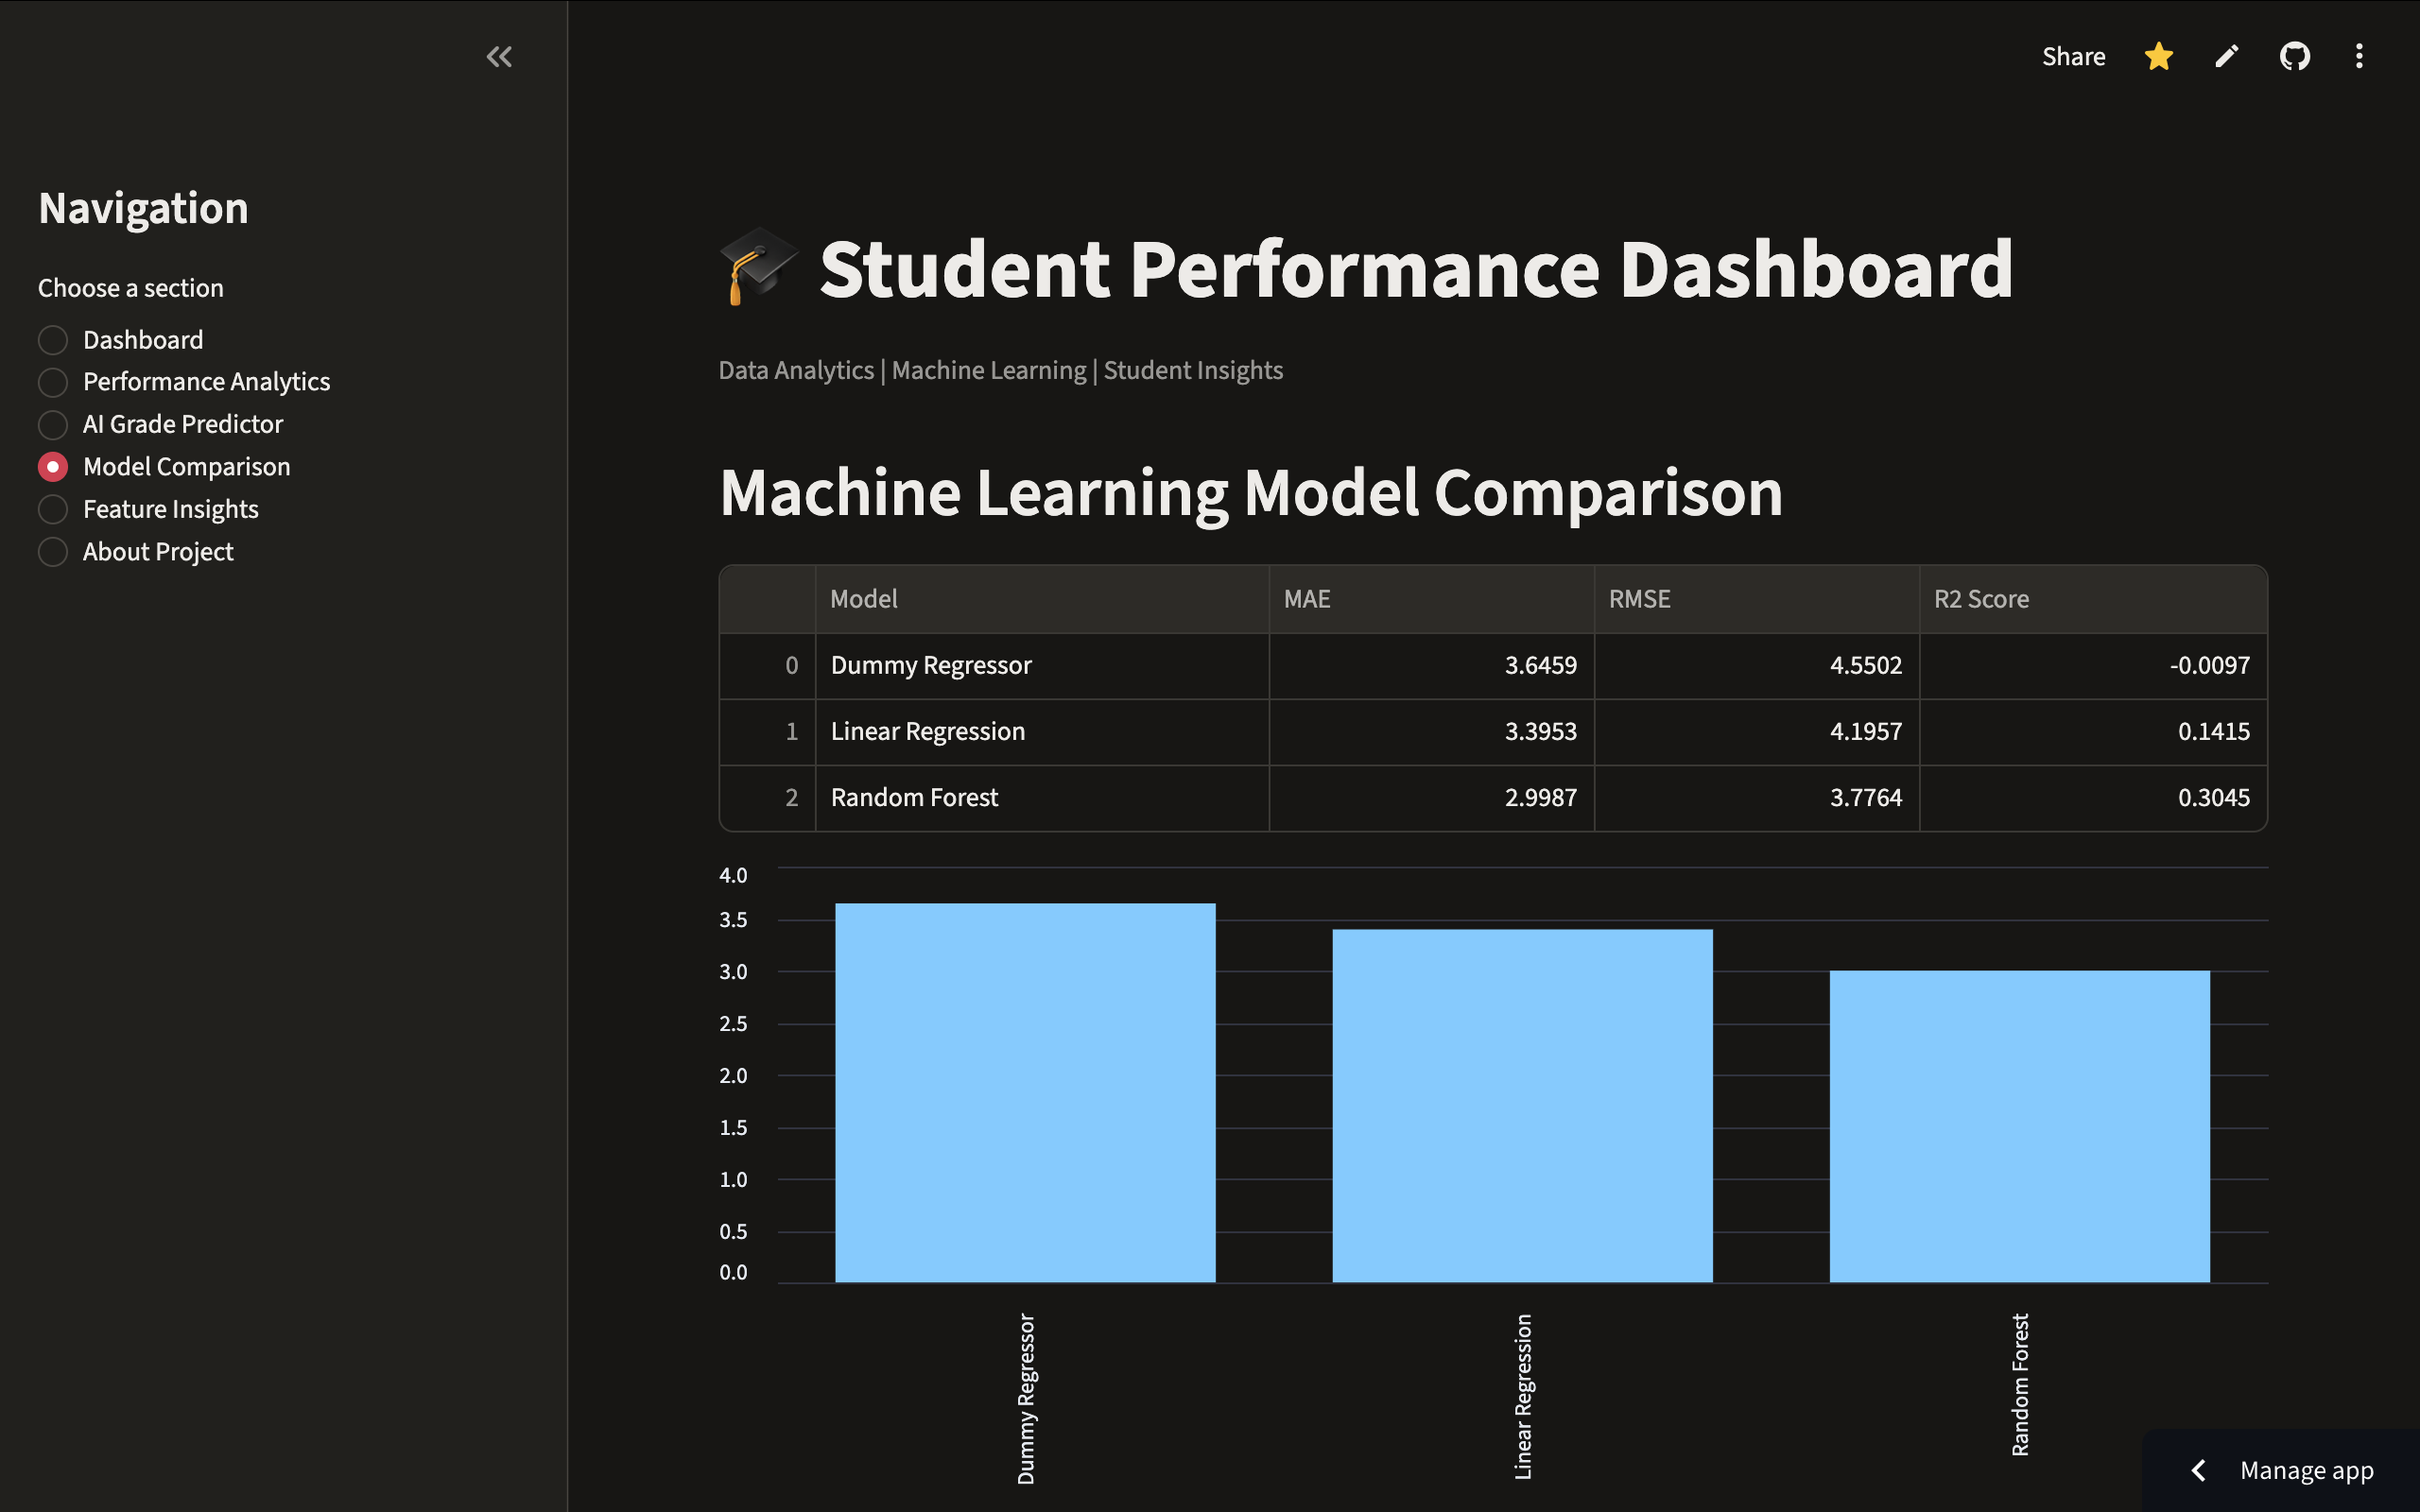 Share
Navigation
Choose a section
Dashboard
Performance Analytics
AI Grade Predictor
Model Comparison
Feature Insights
About Project
Student Performance Dashboard
Data Analytics | Machine Learning | Student Insights
Machine Learning Model Comparison
Model MAE RMSE R2 Score
0 Dummy Regressor 3.6459 4.5502 -0.0097
1 Linear Regression 3.3953 4.1957 0.1415
2 Random Forest 2.9987 3.7764 0.3045
4.0
3.5
3.0
2.5
2.0
1.5
1.0
0.5
0.0
Dummy Regressor
Linear Regression
Random Forest
Manage app